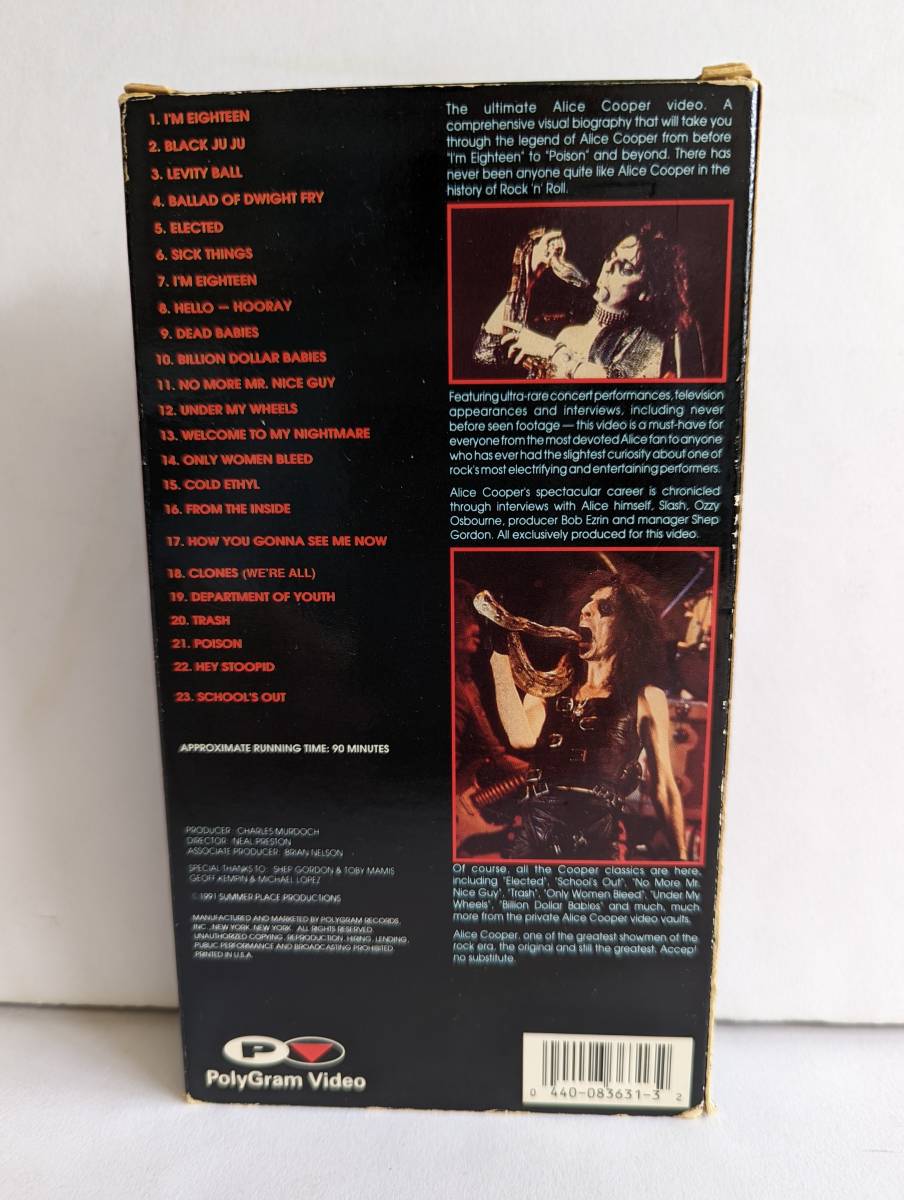 1. I'M EIGHTEEN
2. BLACK JU JU
3. LEVITY BALL
4. BALLAD OF DWIGHT FRY
5. ELECTED
6. SICK THINGS
7. I'M EIGHTEEN
8. HELLO — HOORAY
9. DEAD BABIES
10. BILLION DOLLAR BABIES
11. NO MORE MR. NICE GUY
12. UNDER MY WHEELS
13. WELCOME TO MY NIGHTMARE
14. ONLY WOMEN BLEED
15. COLD ETHYL
16. FROM THE INSIDE
17. HOW YOU GONNA SEE ME NOW
18. CLONES (WE'RE ALL)
19. DEPARTMENT OF YOUTH
20. TRASH
21. POISON
22. HEY STOOPID
23. SCHOOL'S OUT
APPROXIMATE RUNNING TIME: 90 MINUTES
PRODUCER: CHARLES MURDOCH
DIRECTOR: NEAL PRESTON
ASSOCIATE PRODUCER: BRIAN NELSON
SPECIAL THANKS TO: SHEP GORDON & TOBY MAMIS
GEOFF KEMPIN & MICHAEL LOPEZ
© 1991 SUMMER PLACE PRODUCTIONS
MANUFACTURED AND MARKETED BY POLYGRAM RECORDS,
INC., NEW YORK, NEW YORK. ALL RIGHTS RESERVED.
UNAUTHORIZED COPYING, REPRODUCTION, HIRING, LENDING,
PUBLIC PERFORMANCE AND BROADCASTING PROHIBITED.
PRINTED IN U.S.A.
P
PolyGram Video
The ultimate Alice Cooper video. A
comprehensive visual biography that will take you
through the legend of Alice Cooper from before
"I'm Eighteen" to "Poison" and beyond. There has
never been anyone quite like Alice Cooper in the
history of Rock 'n' Roll.
Featuring ultra-rare concert performances, television
appearances and interviews, including never
before seen footage — this video is a must-have for
everyone from the most devoted Alice fan to anyone
who has ever had the slightest curiosity about one of
rock's most electrifying and entertaining performers.
Alice Cooper's spectacular career is chronicled
through interviews with Alice himself, Slash, Ozzy
Osbourne, producer Bob Ezrin and manager Shep
Gordon. All exclusively produced for this video.
Of course, all the Cooper classics are here,
including "Elected", "School's Out", "No More Mr.
Nice Guy", "Trash", "Only Women Bleed", "Under My
Wheels", "Billion Dollar Babies" and much, much
more from the private Alice Cooper video vaults.
Alice Cooper, one of the greatest showmen of the
rock era, the original and still the greatest. Accept
no substitute.
0 440-083631-3 2